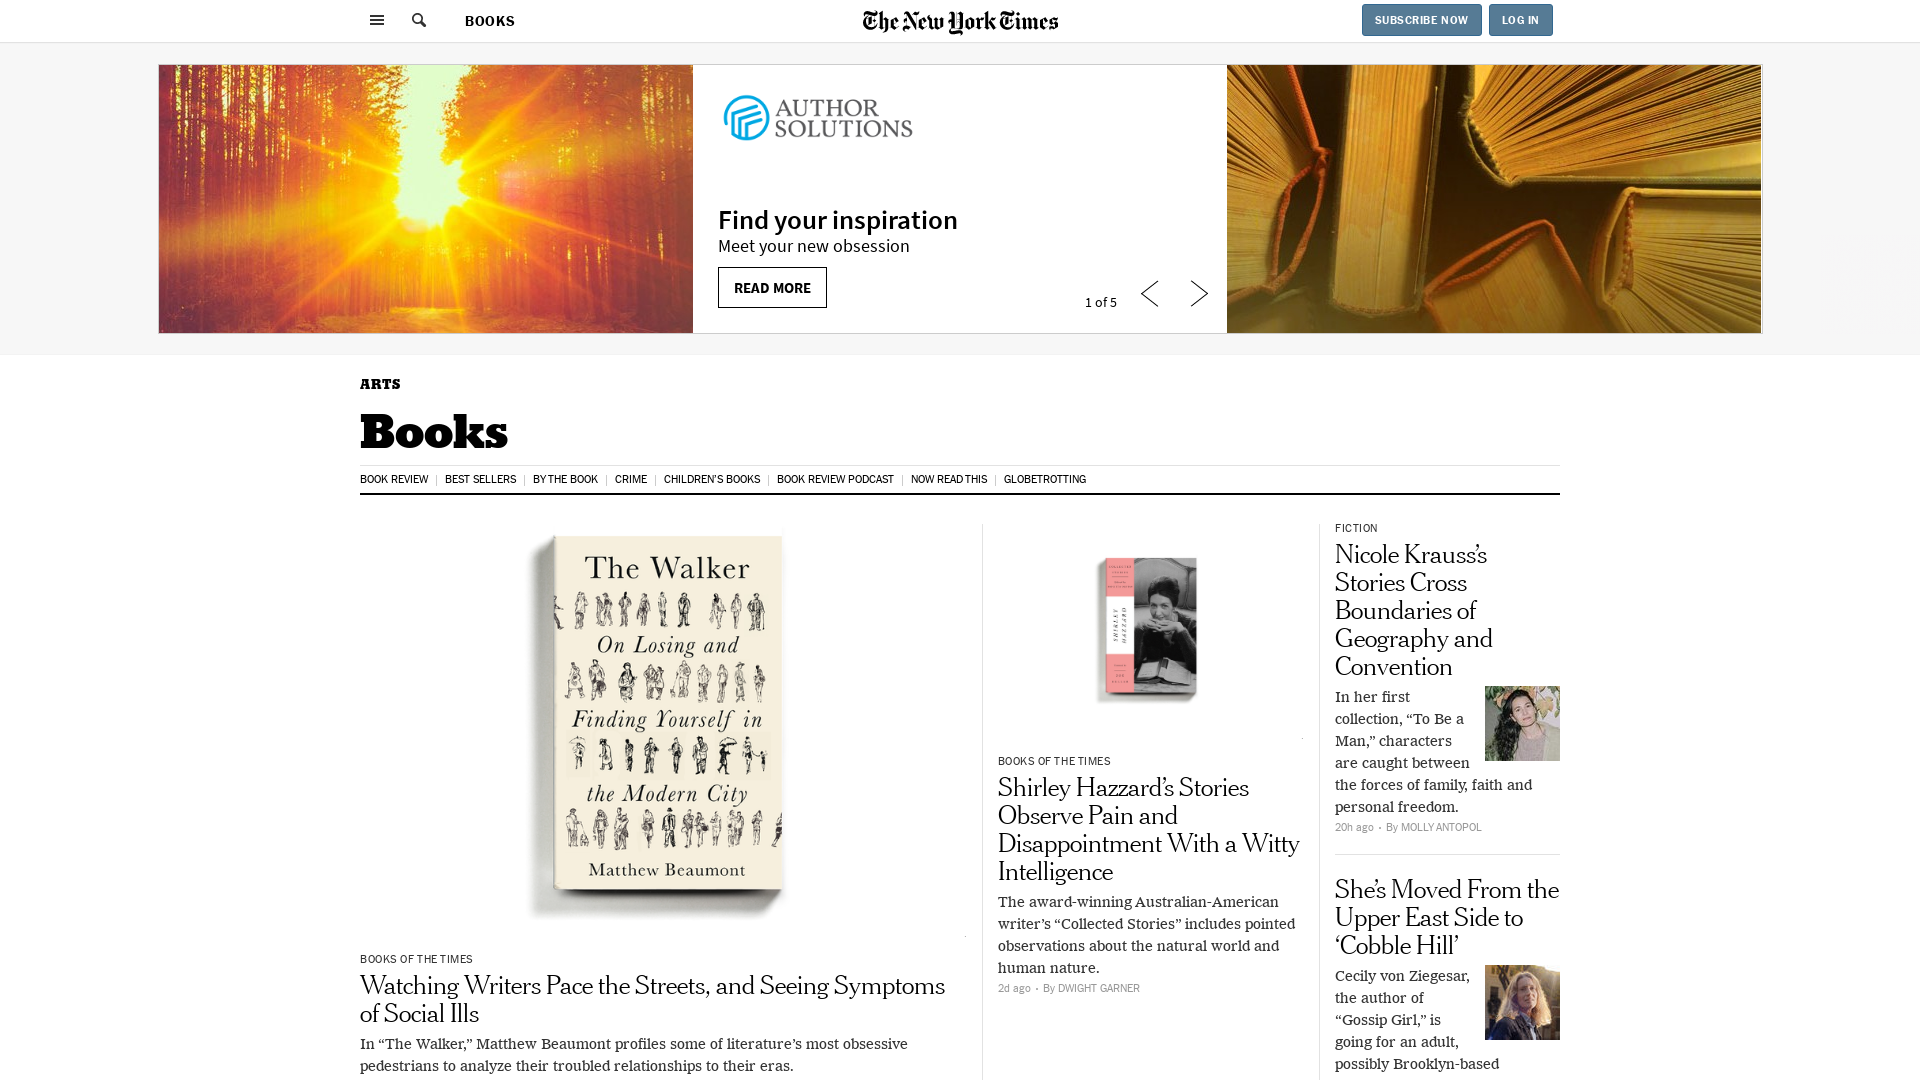 BOOKS
The New York Times
SUBSCRIBE NOW
LOG IN
AUTHOR
SOLUTIONS
Find your inspiration
Meet your new obsession
READ MORE
1 of 5
ARTS
Books
BOOK REVIEW
BEST SELLERS
BY THE BOOK
CRIME
CHILDREN'S BOOKS
BOOK REVIEW PODCAST
NOW READ THIS
GLOBETROTTING
The Walker
On Losing and
Finding Yourself in
the Modern City
Matthew Beaumont
BOOKS OF THE TIMES
Watching Writers Pace the Streets, and Seeing Symptoms
of Social Ills
In “The Walker,” Matthew Beaumont profiles some of literature’s most obsessive
pedestrians to analyze their troubled relationships to their eras.
SHIRLEY
HAZZARD
BOOKS OF THE TIMES
Shirley Hazzard’s Stories
Observe Pain and
Disappointment With a Witty
Intelligence
The award-winning Australian-American
writer’s “Collected Stories” includes pointed
observations about the natural world and
human nature.
2d ago · By DWIGHT GARNER
FICTION
Nicole Krauss’s
Stories Cross
Boundaries of
Geography and
Convention
In her first
collection, “To Be a
Man,” characters
are caught between
the forces of family, faith and
personal freedom.
20h ago · By MOLLY ANTOPOL
She’s Moved From the
Upper East Side to
‘Cobble Hill’
Cecily von Ziegesar,
the author of
“Gossip Girl,” is
going for an adult,
possibly Brooklyn-based